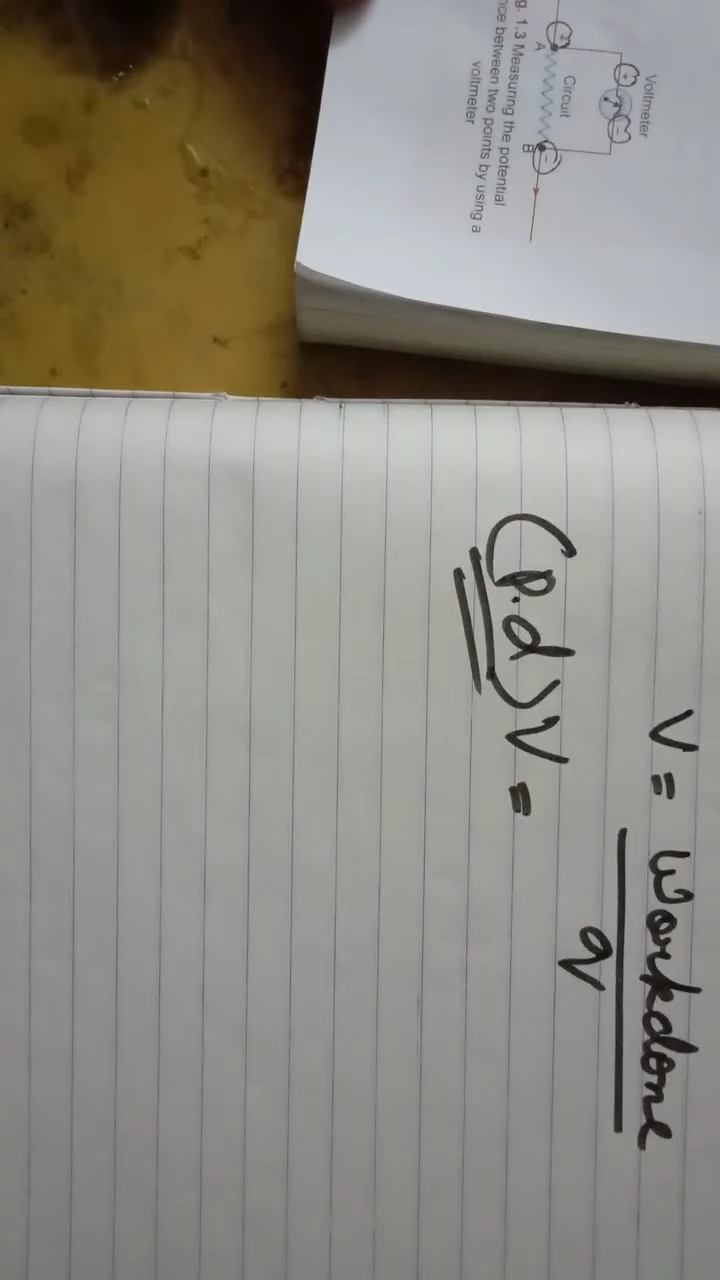 Voltmeter
+
Circuit
+ A B -
g. 1.3 Measuring the potential
nce between two points by using a
voltmeter
V = Workdone
q
(P.d) V =